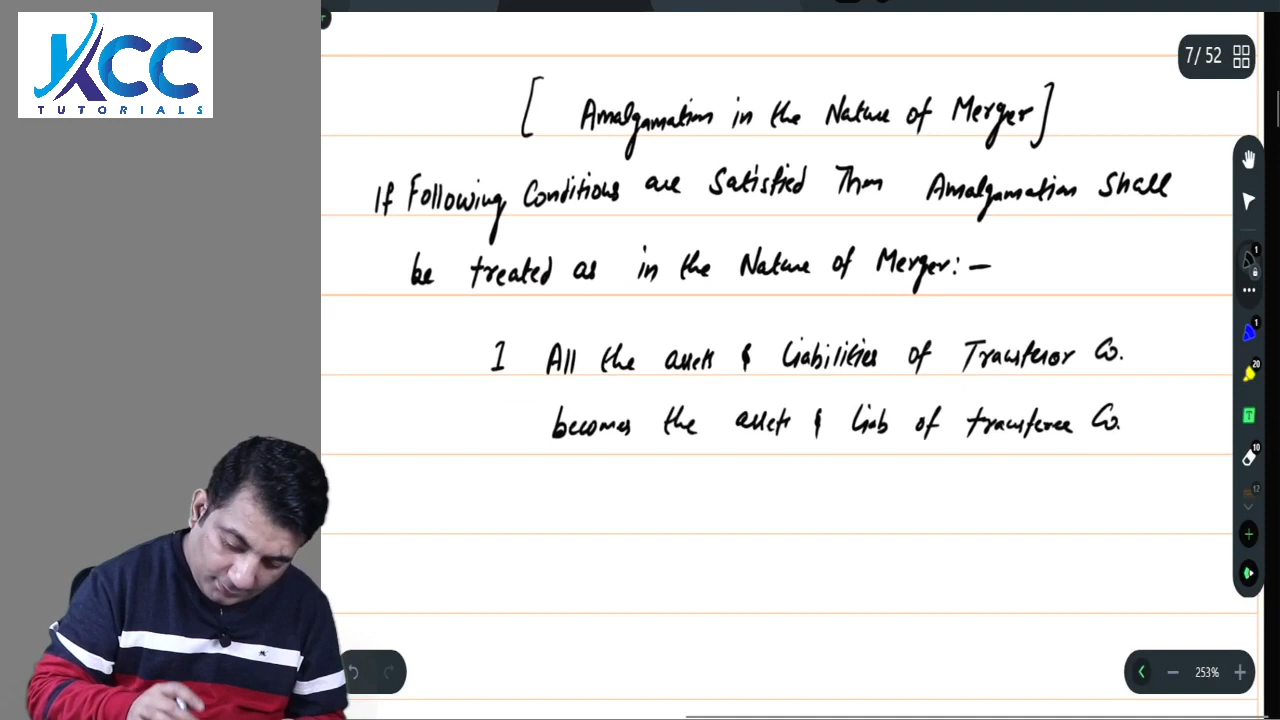 KCC
TUTORIALS
7/ 52
[ Amalgamation in the Nature of Merger ]
If Following Conditions are Satisfied Then Amalgamation shall
be treated as in the Nature of Merger:-
1 All the assets & Liabilities of Transferor Co.
becomes the assets & Liab of transferee Co.
253%